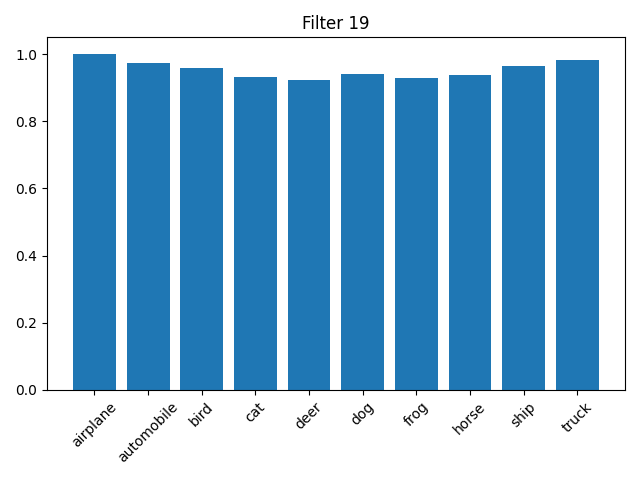 Filter 19
1.0
0.8
0.6
0.4
0.2
0.0
airplane
automobile
bird
cat
deer
dog
frog
horse
ship
truck